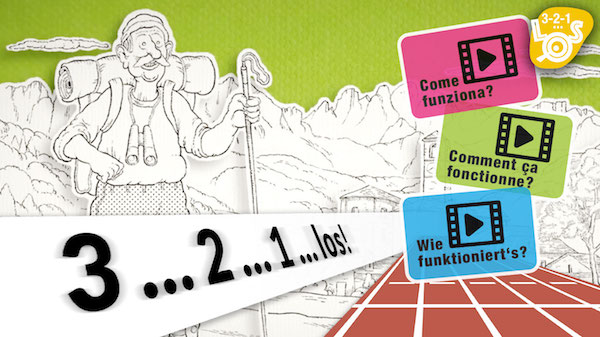 3-2-1
...
LOS
Come
funziona?
Comment ça
fonctionne?
Wie
funktioniert's?
3 ... 2 ... 1 ... los!